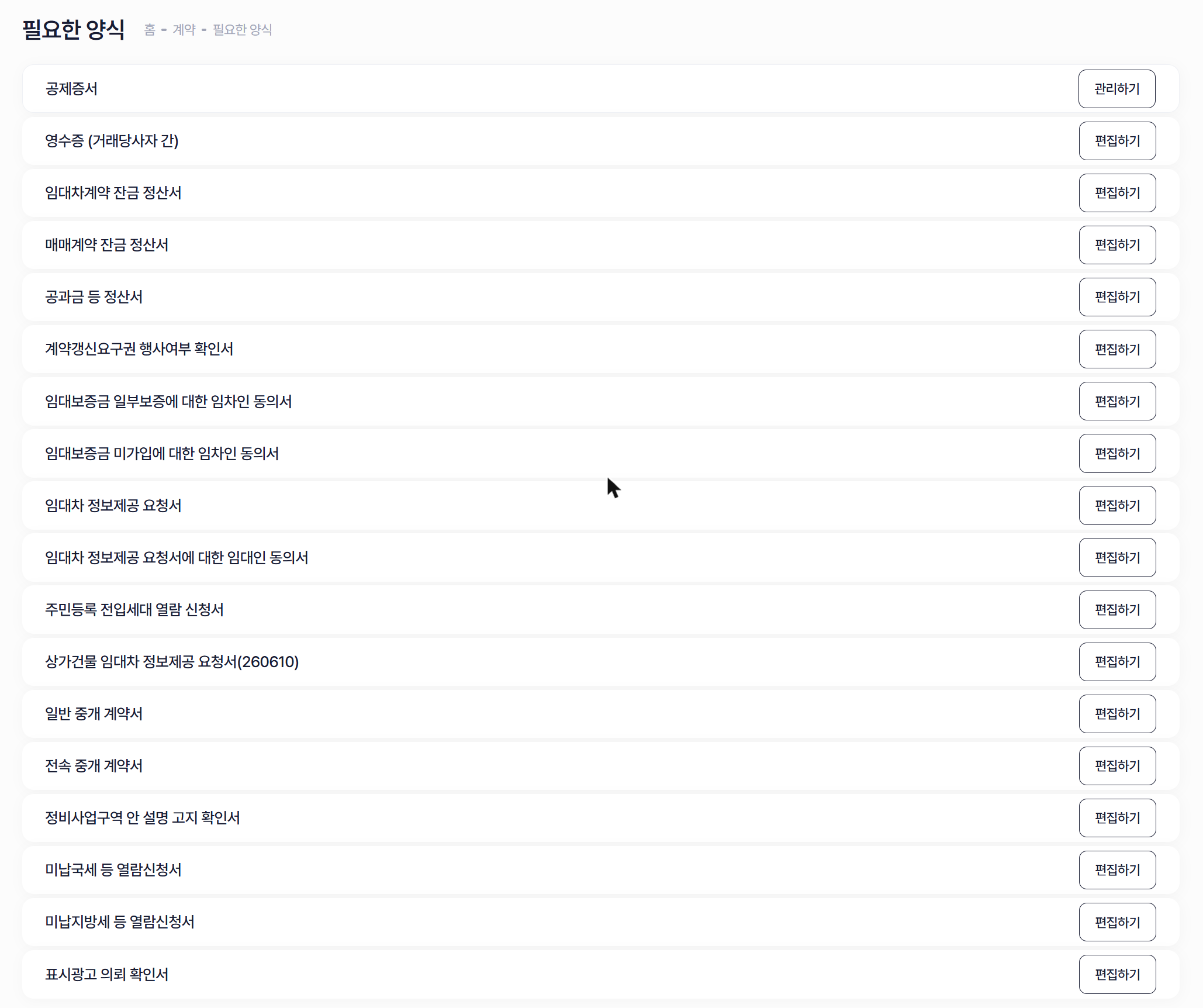 필요한 양식 홈 - 계약 - 필요한 양식
공제증서 관리하기
영수증 (거래당사자 간) 편집하기
임대차계약 잔금 정산서 편집하기
매매계약 잔금 정산서 편집하기
공과금 등 정산서 편집하기
계약갱신요구권 행사여부 확인서 편집하기
임대보증금 일부보증에 대한 임차인 동의서 편집하기
임대보증금 미가입에 대한 임차인 동의서 편집하기
임대차 정보제공 요청서 편집하기
임대차 정보제공 요청서에 대한 임대인 동의서 편집하기
주민등록 전입세대 열람 신청서 편집하기
상가건물 임대차 정보제공 요청서(260610) 편집하기
일반 중개 계약서 편집하기
전속 중개 계약서 편집하기
정비사업구역 안 설명 고지 확인서 편집하기
미납국세 등 열람신청서 편집하기
미납지방세 등 열람신청서 편집하기
표시광고 의뢰 확인서 편집하기